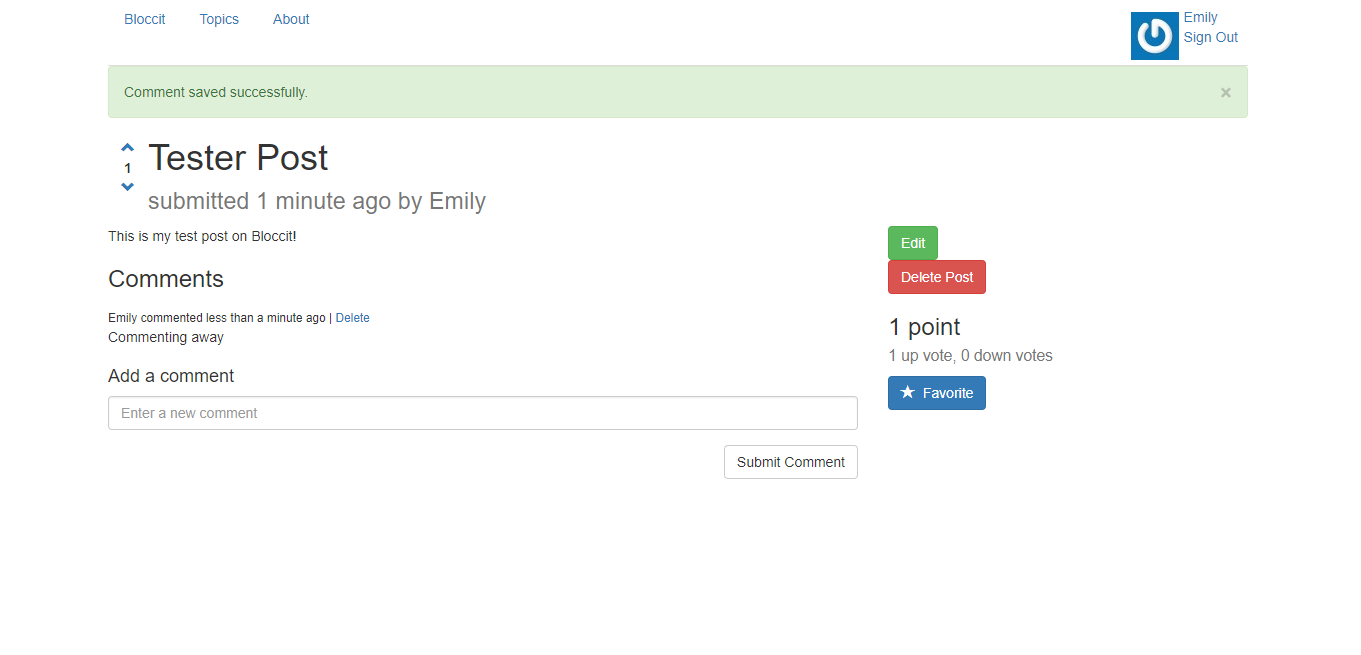 Bloccit Topics About
Emily
Sign Out
Comment saved successfully. ×
1
Tester Post
submitted 1 minute ago by Emily
This is my test post on Bloccit!
Comments
Emily commented less than a minute ago | Delete
Commenting away
Add a comment
Enter a new comment
Submit Comment
Edit
Delete Post
1 point
1 up vote, 0 down votes
Favorite